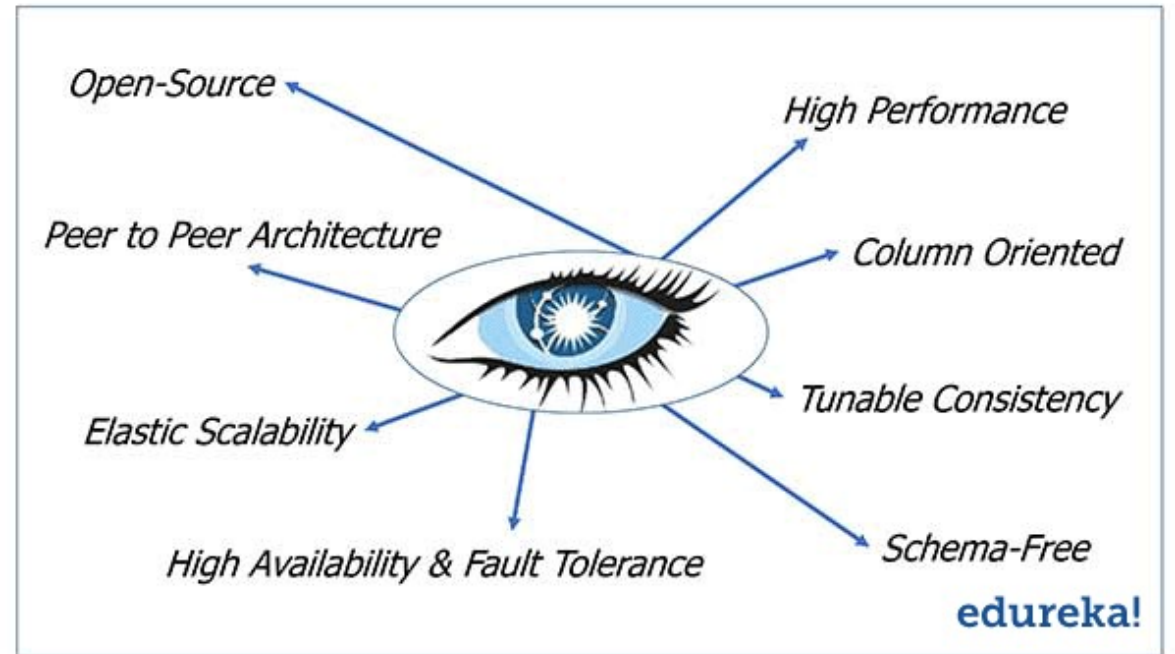 Open-Source
High Performance
Peer to Peer Architecture
Column Oriented
Tunable Consistency
Elastic Scalability
High Availability & Fault Tolerance
Schema-Free
edureka!